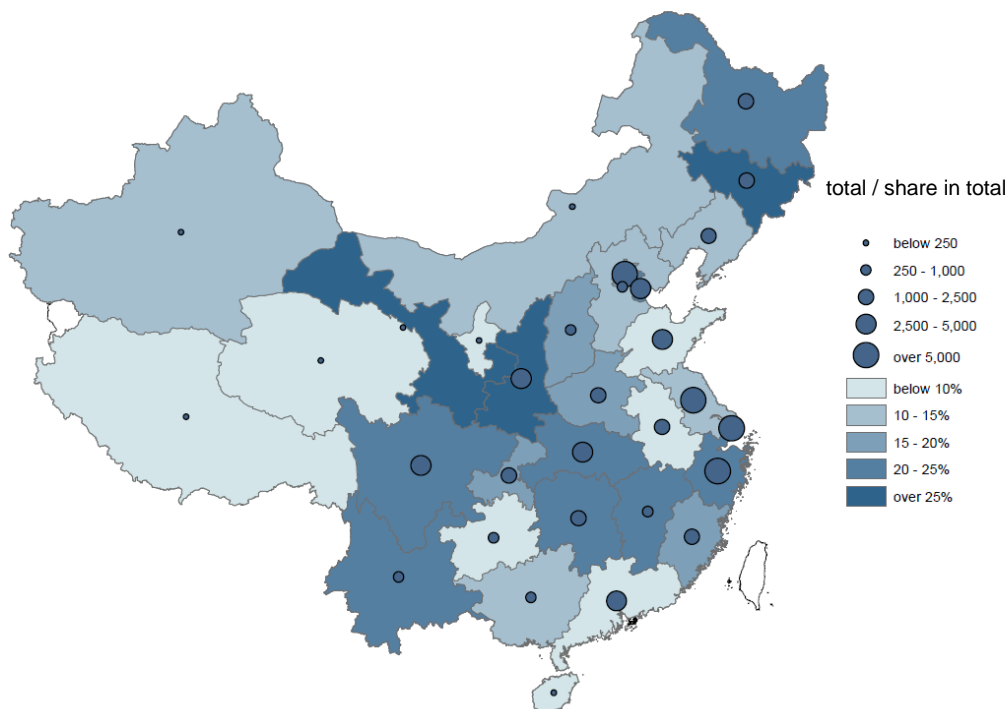 total / share in total
below 250
250 - 1,000
1,000 - 2,500
2,500 - 5,000
over 5,000
below 10%
10 - 15%
15 - 20%
20 - 25%
over 25%